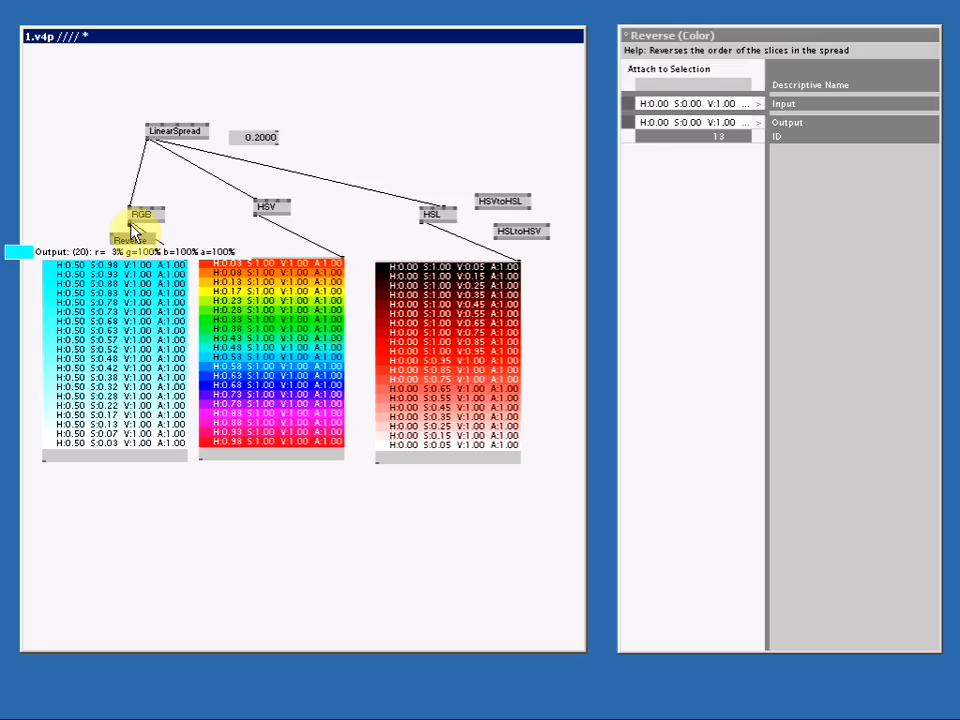 1.v4p //// *
LinearSpread
0.2000
RGB
HSV
HSL
HSVtoHSL
HSLtoHSV
Reverse
Output: (20): r= 3% g=100% b=100% a=100%
H:0.50 S:0.98 V:1.00 A:1.00
H:0.50 S:0.93 V:1.00 A:1.00
H:0.50 S:0.88 V:1.00 A:1.00
H:0.50 S:0.83 V:1.00 A:1.00
H:0.50 S:0.78 V:1.00 A:1.00
H:0.50 S:0.73 V:1.00 A:1.00
H:0.50 S:0.68 V:1.00 A:1.00
H:0.50 S:0.63 V:1.00 A:1.00
H:0.50 S:0.57 V:1.00 A:1.00
H:0.50 S:0.52 V:1.00 A:1.00
H:0.50 S:0.48 V:1.00 A:1.00
H:0.50 S:0.42 V:1.00 A:1.00
H:0.50 S:0.38 V:1.00 A:1.00
H:0.50 S:0.32 V:1.00 A:1.00
H:0.50 S:0.28 V:1.00 A:1.00
H:0.50 S:0.22 V:1.00 A:1.00
H:0.50 S:0.17 V:1.00 A:1.00
H:0.50 S:0.13 V:1.00 A:1.00
H:0.50 S:0.07 V:1.00 A:1.00
H:0.50 S:0.03 V:1.00 A:1.00
H:0.03 S:1.00 V:1.00 A:1.00
H:0.08 S:1.00 V:1.00 A:1.00
H:0.13 S:1.00 V:1.00 A:1.00
H:0.17 S:1.00 V:1.00 A:1.00
H:0.23 S:1.00 V:1.00 A:1.00
H:0.28 S:1.00 V:1.00 A:1.00
H:0.33 S:1.00 V:1.00 A:1.00
H:0.38 S:1.00 V:1.00 A:1.00
H:0.43 S:1.00 V:1.00 A:1.00
H:0.48 S:1.00 V:1.00 A:1.00
H:0.53 S:1.00 V:1.00 A:1.00
H:0.58 S:1.00 V:1.00 A:1.00
H:0.63 S:1.00 V:1.00 A:1.00
H:0.68 S:1.00 V:1.00 A:1.00
H:0.73 S:1.00 V:1.00 A:1.00
H:0.78 S:1.00 V:1.00 A:1.00
H:0.83 S:1.00 V:1.00 A:1.00
H:0.88 S:1.00 V:1.00 A:1.00
H:0.93 S:1.00 V:1.00 A:1.00
H:0.98 S:1.00 V:1.00 A:1.00
H:0.00 S:1.00 V:0.05 A:1.00
H:0.00 S:1.00 V:0.15 A:1.00
H:0.00 S:1.00 V:0.25 A:1.00
H:0.00 S:1.00 V:0.35 A:1.00
H:0.00 S:1.00 V:0.45 A:1.00
H:0.00 S:1.00 V:0.55 A:1.00
H:0.00 S:1.00 V:0.65 A:1.00
H:0.00 S:1.00 V:0.75 A:1.00
H:0.00 S:1.00 V:0.85 A:1.00
H:0.00 S:1.00 V:0.95 A:1.00
H:0.00 S:0.95 V:1.00 A:1.00
H:0.00 S:0.85 V:1.00 A:1.00
H:0.00 S:0.75 V:1.00 A:1.00
H:0.00 S:0.65 V:1.00 A:1.00
H:0.00 S:0.55 V:1.00 A:1.00
H:0.00 S:0.45 V:1.00 A:1.00
H:0.00 S:0.35 V:1.00 A:1.00
H:0.00 S:0.25 V:1.00 A:1.00
H:0.00 S:0.15 V:1.00 A:1.00
H:0.00 S:0.05 V:1.00 A:1.00
° Reverse (Color)
Help: Reverses the order of the slices in the spread
Attach to Selection
Descriptive Name
H:0.00 S:0.00 V:1.00 ... > Input
H:0.00 S:0.00 V:1.00 ... > Output
13 ID